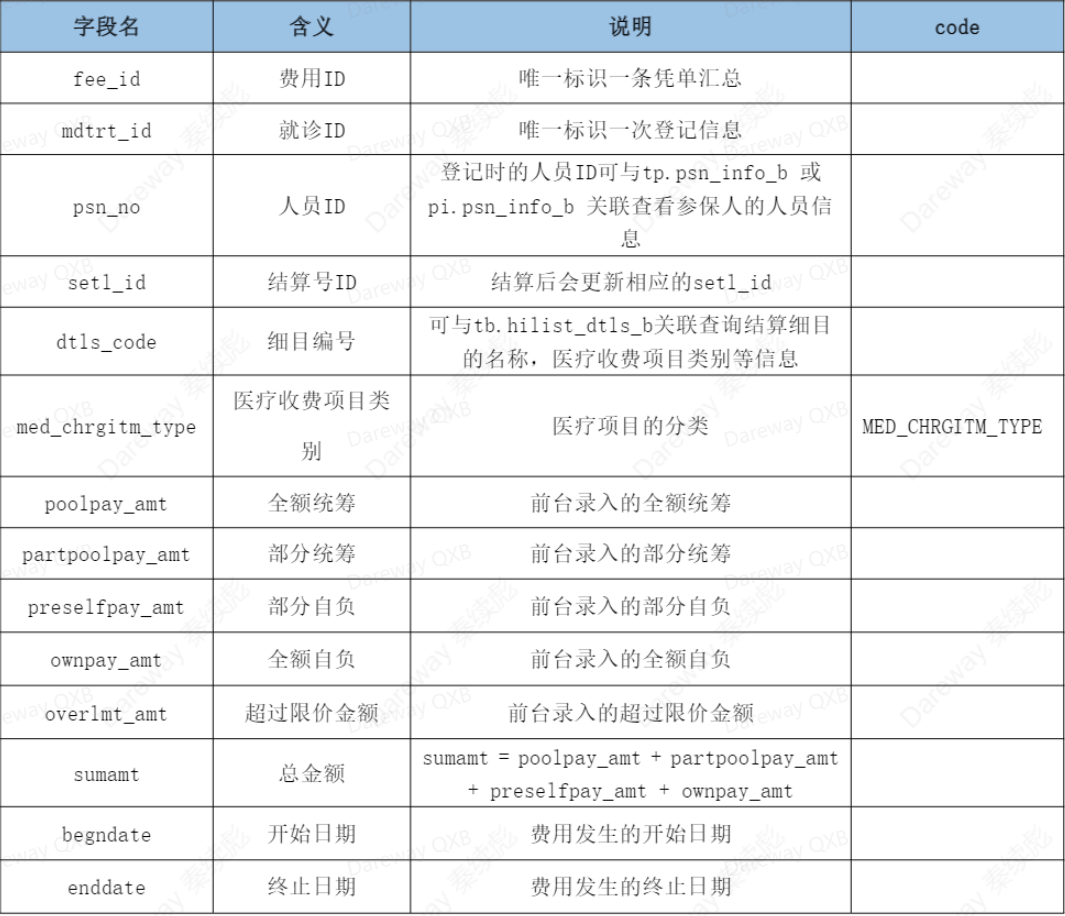 字段名 含义 说明 code
fee_id 费用ID 唯一标识一条凭单汇总
mdtrt_id 就诊ID 唯一标识一次登记信息
psn_no 人员ID 登记时的人员ID可与tp.psn_info_b 或
pi.psn_info_b 关联查看参保人的人员信
息
setl_id 结算号ID 结算后会更新相应的setl_id
dtls_code 细目编号 可与tb.hilist_dtls_b关联查询结算细目
的名称，医疗收费项目类别等信息
med_chrgitm_type 医疗收费项目类
别 医疗项目的分类 MED_CHRGITM_TYPE
poolpay_amt 全额统筹 前台录入的全额统筹
partpoolpay_amt 部分统筹 前台录入的部分统筹
preselfpay_amt 部分自负 前台录入的部分自负
ownpay_amt 全额自负 前台录入的全额自负
overlmt_amt 超过限价金额 前台录入的超过限价金额
sumamt 总金额 sumamt = poolpay_amt + partpoolpay_amt
+ preselfpay_amt + ownpay_amt
begndate 开始日期 费用发生的开始日期
enddate 终止日期 费用发生的终止日期
Dareway QXB
Dareway 秦续彪